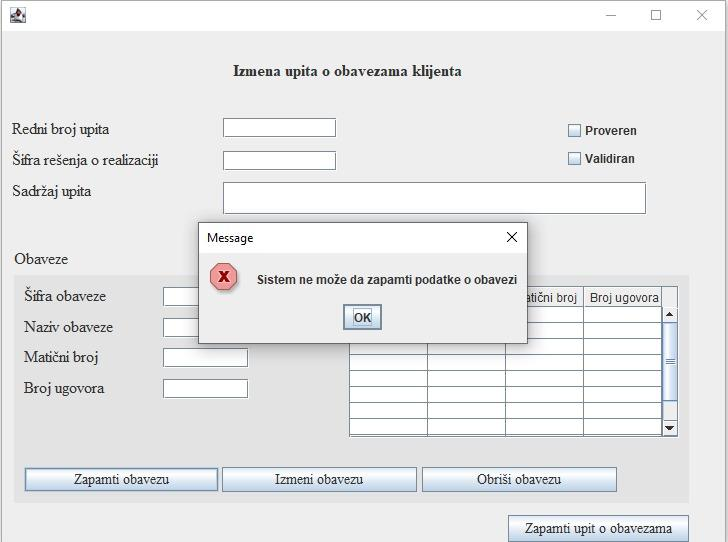 Izmena upita o obavezama klijenta
Redni broj upita
Proveren
Šifra rešenja o realizaciji
Validiran
Sadržaj upita
Message
Sistem ne može da zapamti podatke o obavezi
OK
Obaveze
Šifra obaveze
broj Broj ugovora
Naziv obaveze
Matični broj
Broj ugovora
Zapamti obavezu Izmeni obavezu Obriši obavezu
Zapamti upit o obavezama